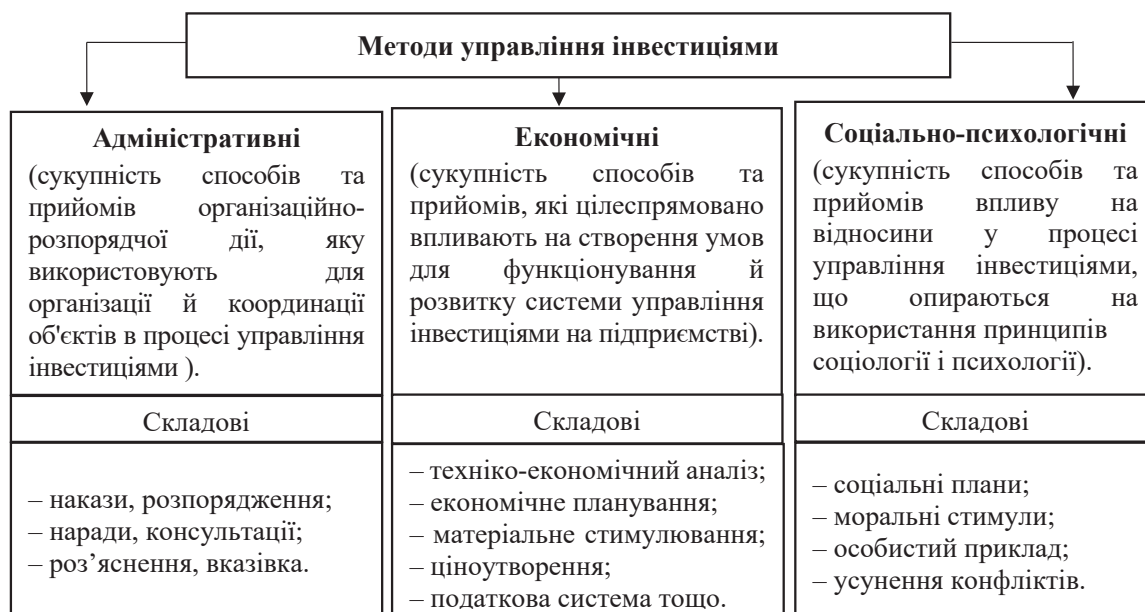 Методи управління інвестиціями
Адміністративні
(сукупність способів та
прийомів організаційно-
розпорядчої дії, яку
використовують для
організації й координації
об'єктів в процесі управління
інвестиціями ).
Складові
– накази, розпорядження;
– наради, консультації;
– роз’яснення, вказівка.
Економічні
(сукупність способів та
прийомів, які цілеспрямовано
впливають на створення умов
для функціонування й
розвитку системи управління
інвестиціями на підприємстві).
Складові
– техніко-економічний аналіз;
– економічне планування;
– матеріальне стимулювання;
– ціноутворення;
– податкова система тощо.
Соціально-психологічні
(сукупність способів та
прийомів впливу на
відносини у процесі
управління інвестиціями,
що опираються на
використання принципів
соціології і психології).
Складові
– соціальні плани;
– моральні стимули;
– особистий приклад;
– усунення конфліктів.